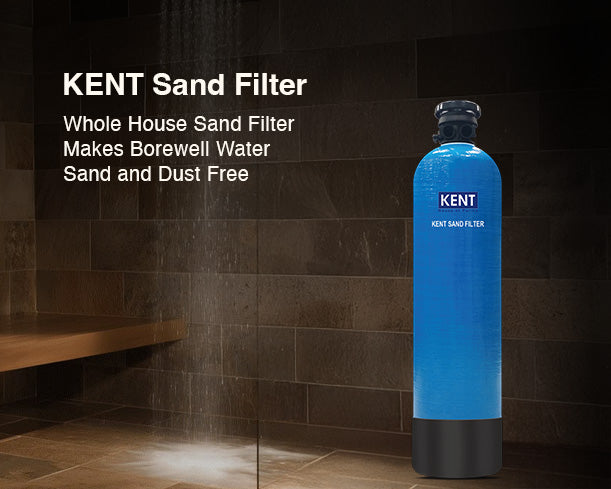 KENT Sand Filter
Whole House Sand Filter
Makes Borewell Water
Sand and Dust Free
KENT
KENT SAND FILTER